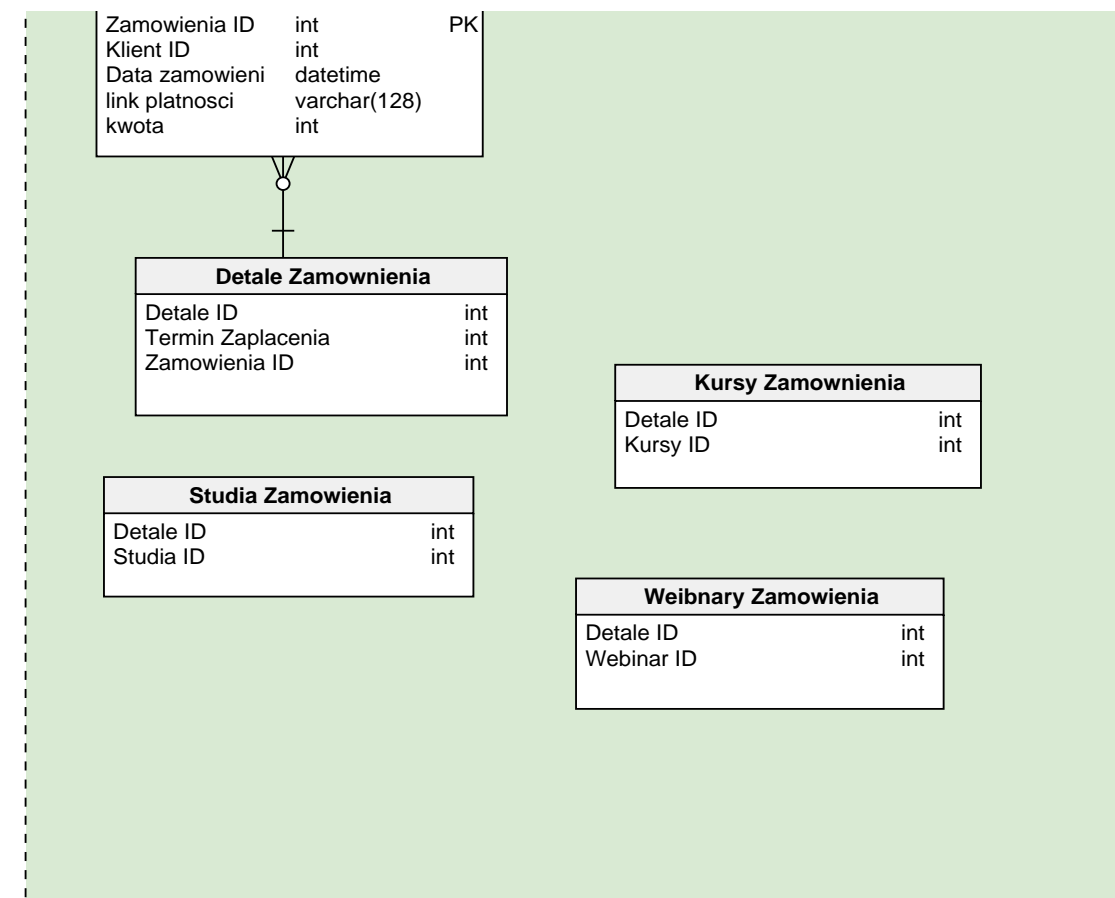 Zamowienia ID int PK
Klient ID int
Data zamowieni datetime
link platnosci varchar(128)
kwota int
Detale Zamownienia
Detale ID int
Termin Zaplacenia int
Zamowienia ID int
Kursy Zamownienia
Detale ID int
Kursy ID int
Studia Zamowienia
Detale ID int
Studia ID int
Weibnary Zamowienia
Detale ID int
Webinar ID int